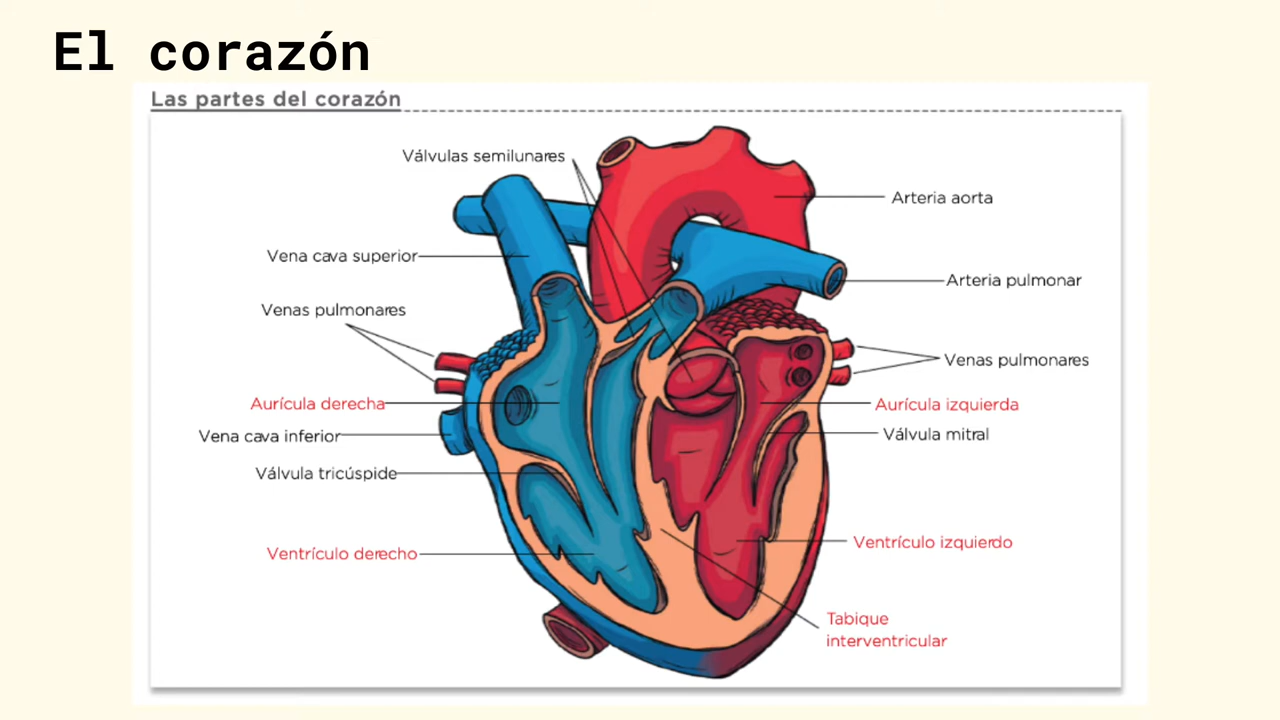 El corazón
Las partes del corazón
Válvulas semilunares
Arteria aorta
Vena cava superior
Arteria pulmonar
Venas pulmonares
Venas pulmonares
Aurícula derecha
Aurícula izquierda
Vena cava inferior
Válvula mitral
Válvula tricúspide
Ventrículo derecho
Ventrículo izquierdo
Tabique
interventricular